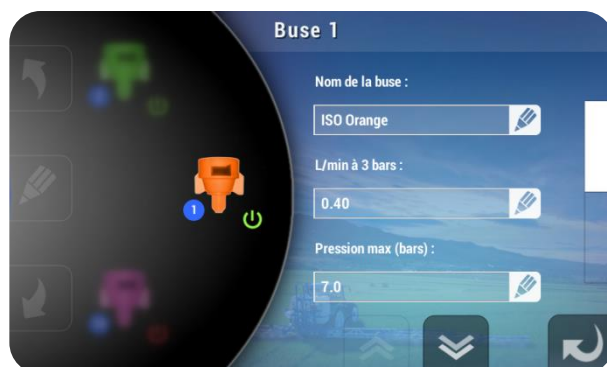 Buse 1
Nom de la buse :
ISO Orange
L/min à 3 bars :
0.40
1
Pression max (bars) :
7.0